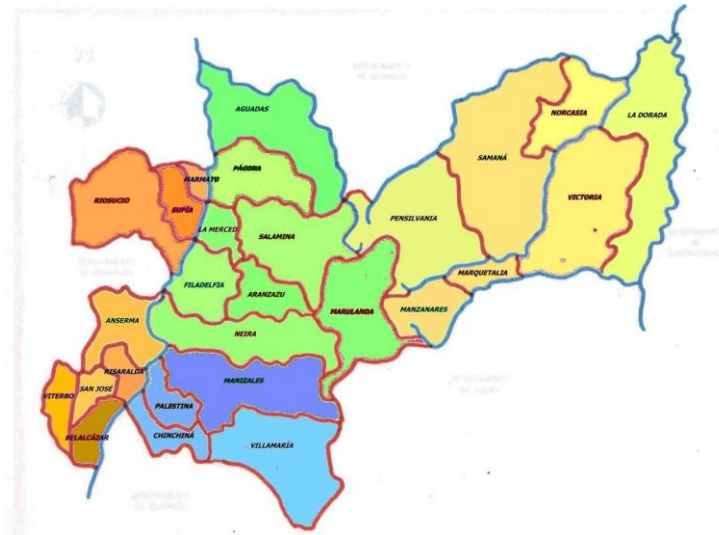 AGUADAS
NORCASIA
LA DORADA
SAMANÁ
PÁCORA
MARMATO
RIOSUCIO
SUPÍA
VICTORIA
PENSILVANIA
LA MERCED
SALAMINA
MARQUETALIA
FILADELFIA
ARANZAZU
MARULANDA
MANZANARES
ANSERMA
NEIRA
RISARALDA
MANIZALES
SAN JOSÉ
VITERBO
PALESTINA
BELALCÁZAR
CHINCHINÁ
VILLAMARÍA